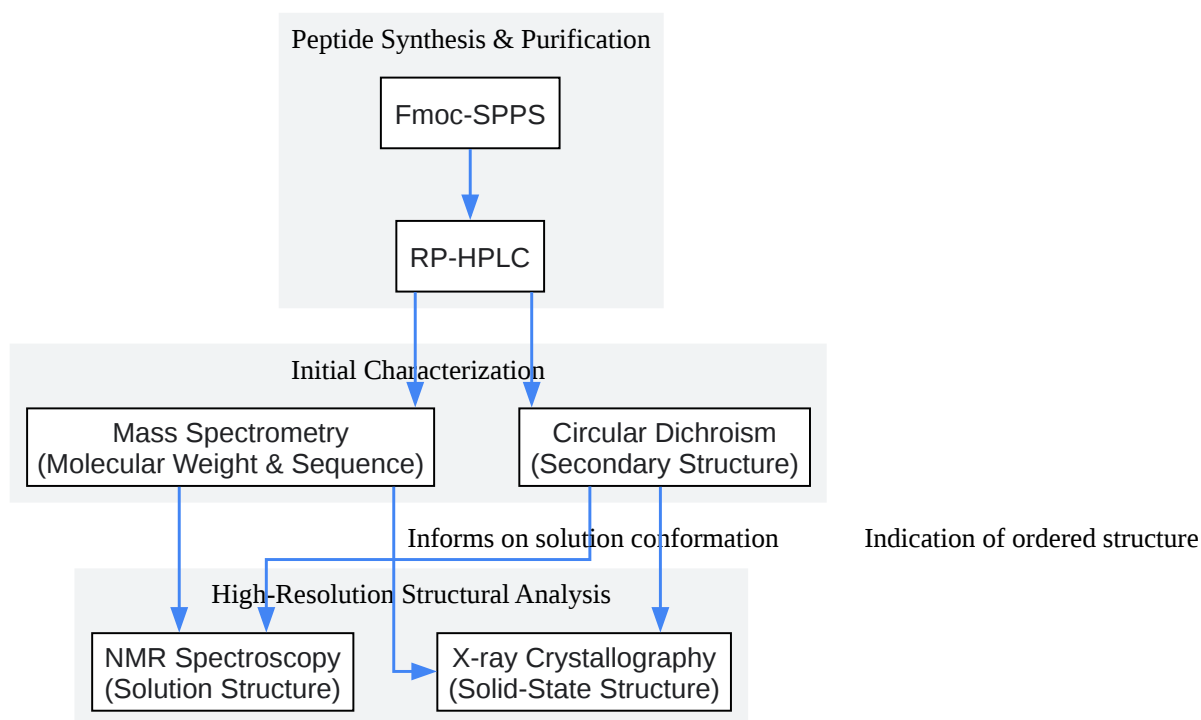 Peptide Synthesis & Purification
Fmoc-SPPS
RP-HPLC
Initial Characterization
Mass Spectrometry
(Molecular Weight & Sequence)
Circular Dichroism
(Secondary Structure)
Informs on solution conformation
Indication of ordered structure
High-Resolution Structural Analysis
NMR Spectroscopy
(Solution Structure)
X-ray Crystallography
(Solid-State Structure)